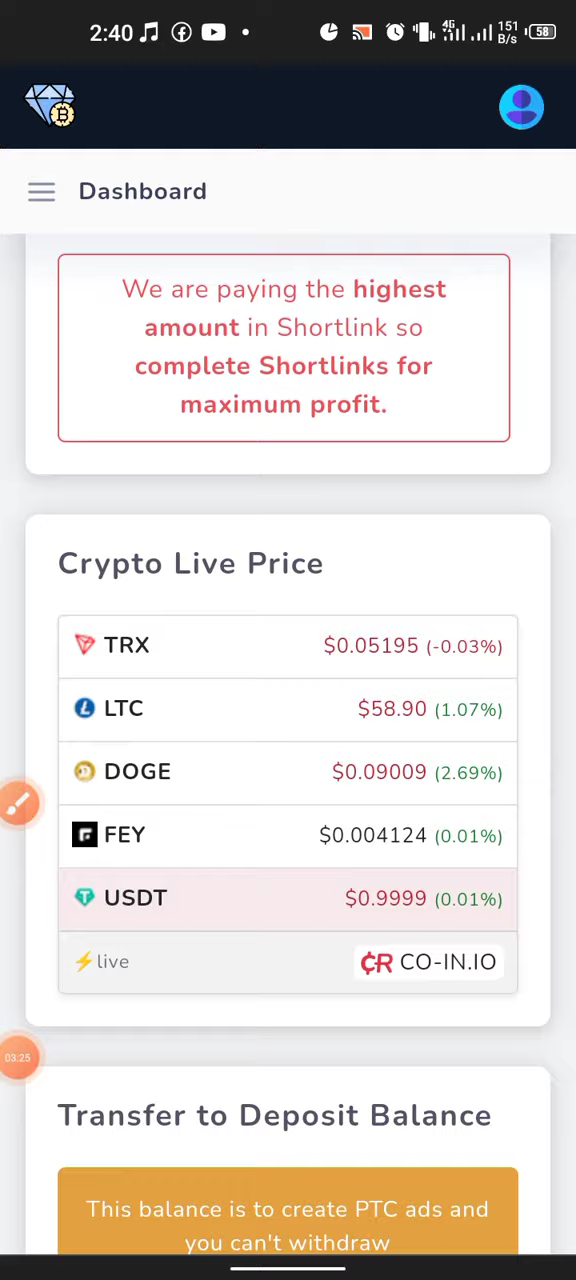 2:40
4G
151
B/s
58
B
Dashboard
We are paying the highest
amount in Shortlink so
complete Shortlinks for
maximum profit.
Crypto Live Price
TRX $0.05195 (-0.03%)
LTC $58.90 (1.07%)
DOGE $0.09009 (2.69%)
FEY $0.004124 (0.01%)
USDT $0.9999 (0.01%)
⚡live CR CO-IN.IO
03:25
Transfer to Deposit Balance
This balance is to create PTC ads and
you can't withdraw